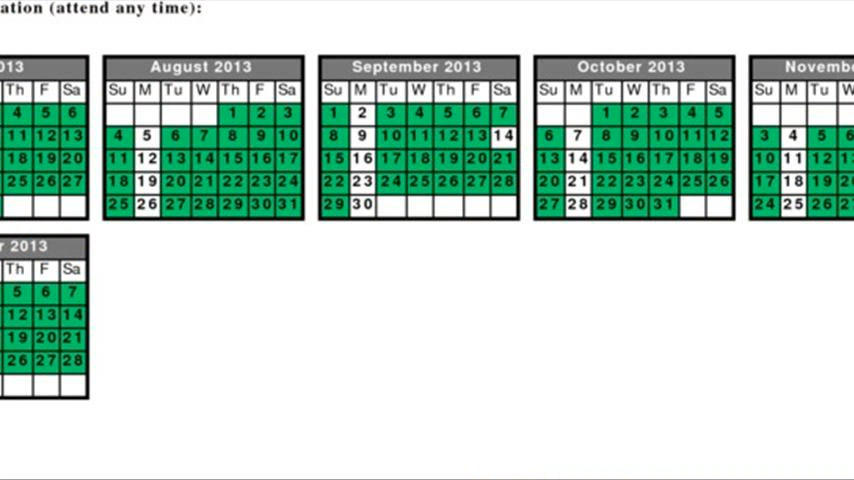 ation (attend any time):
013
Th F Sa
4 5 6
11 12 13
18 19 20
25 26 27
August 2013
Su M Tu W Th F Sa
1 2 3
4 5 6 7 8 9 10
11 12 13 14 15 16 17
18 19 20 21 22 23 24
25 26 27 28 29 30 31
September 2013
Su M Tu W Th F Sa
1 2 3 4 5 6 7
8 9 10 11 12 13 14
15 16 17 18 19 20 21
22 23 24 25 26 27 28
29 30
October 2013
Su M Tu W Th F Sa
1 2 3 4 5
6 7 8 9 10 11 12
13 14 15 16 17 18 19
20 21 22 23 24 25 26
27 28 29 30 31
Novembe
Su M Tu W
3 4 5 6
10 11 12 13
17 18 19 20
24 25 26 27
r 2013
Th F Sa
5 6 7
12 13 14
19 20 21
26 27 28